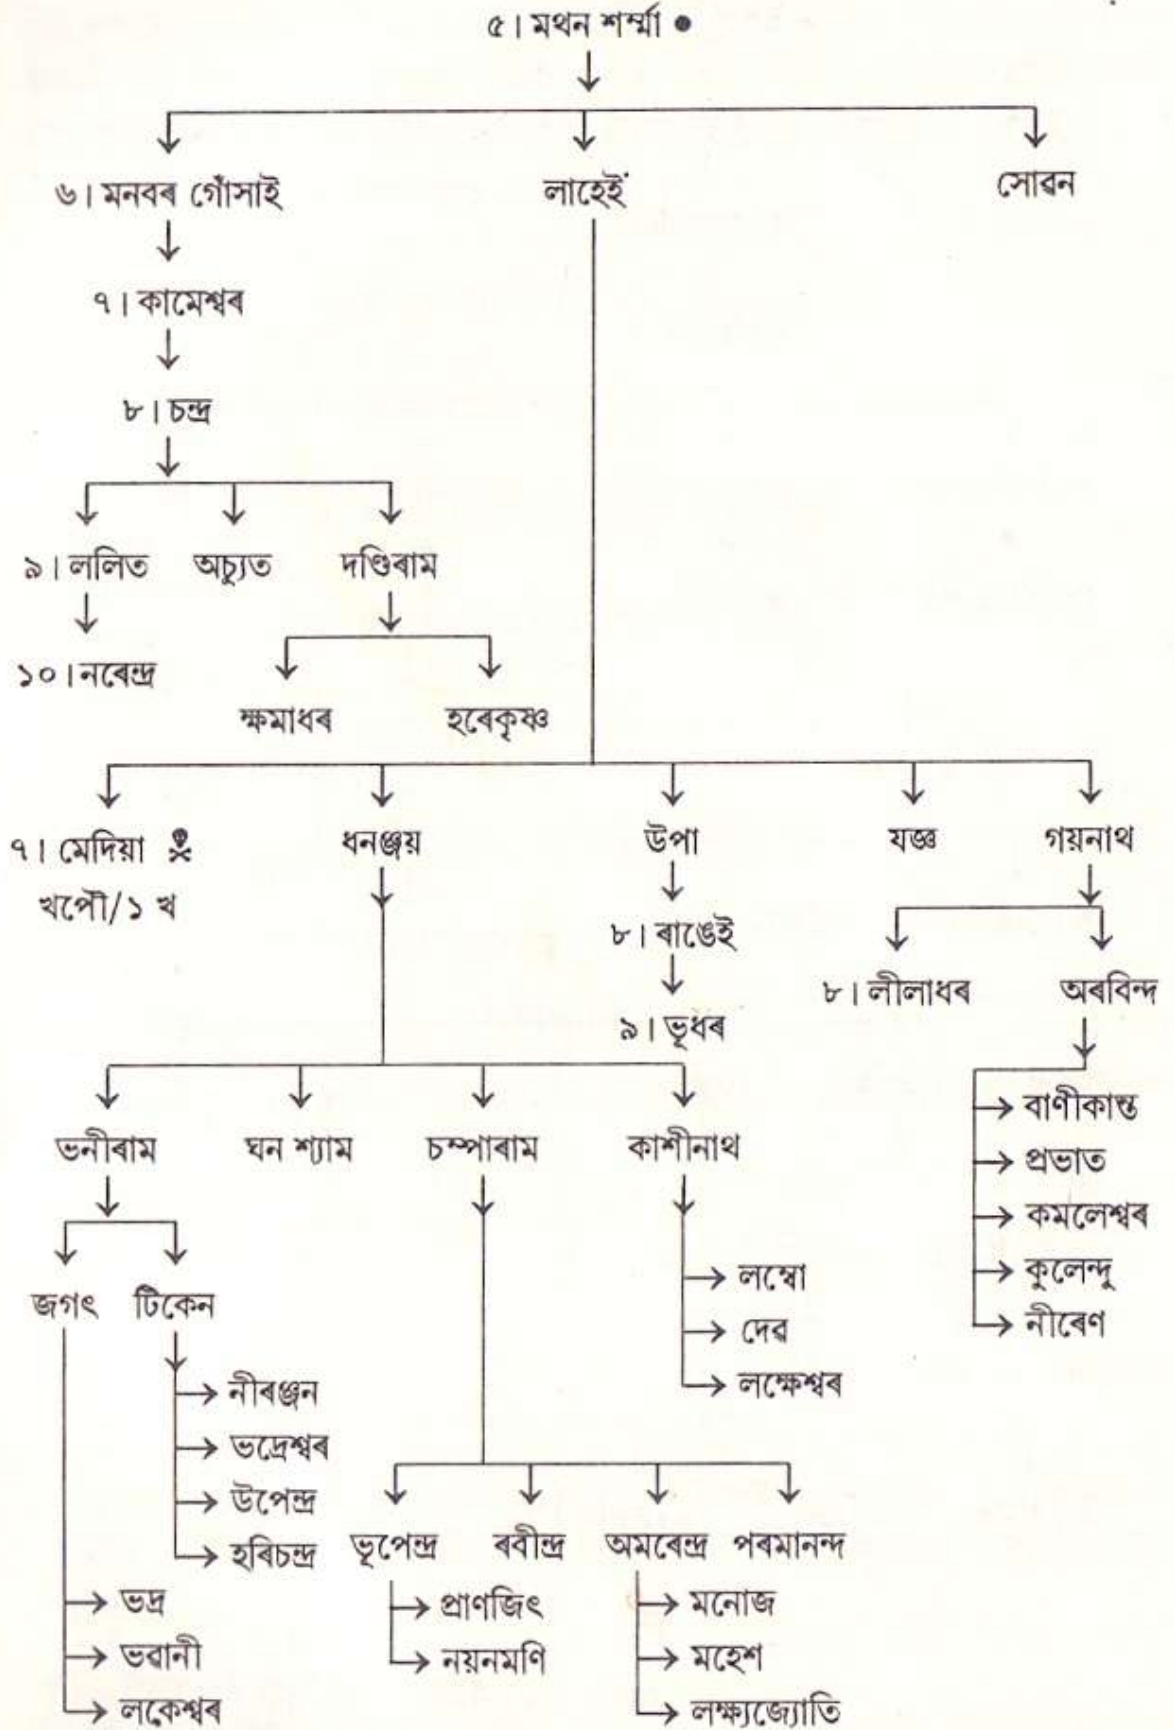 ৫। মথন শৰ্ম্মা ●
৬। মনবৰ গোঁসাই লাহেই সোৱন
৭। কামেশ্বৰ
৮। চন্দ্ৰ
৯। ললিত অচ্যুত দণ্ডিৰাম
১০। নৰেন্দ্ৰ
ক্ষমাধৰ হৰেকৃষ্ণ
৭। মেদিয়া ধনঞ্জয় উপা যজ্ঞ গয়নাথ
খপৌ/১ খ
৮। ৰাঙেই
৮। লীলাধৰ অৰবিন্দ
৯। ভূধৰ
বাণীকান্ত
প্ৰভাত
কমলেশ্বৰ
কুলেন্দু
নীৰেণ
ভনীৰাম ঘন শ্যাম চম্পাৰাম কাশীনাথ
লম্বো
দেৱ
লক্ষেশ্বৰ
জগৎ টিকেন
নীৰঞ্জন
ভদ্ৰেশ্বৰ
উপেন্দ্ৰ
হৰিচন্দ্ৰ
ভদ্ৰ
ভৱানী
লকেশ্বৰ
ভূপেন্দ্ৰ ৰবীন্দ্ৰ অমৰেন্দ্ৰ পৰমানন্দ
প্ৰাণজিৎ
নয়নমণি
মনোজ
মহেশ
লক্ষ্যজ্যোতি